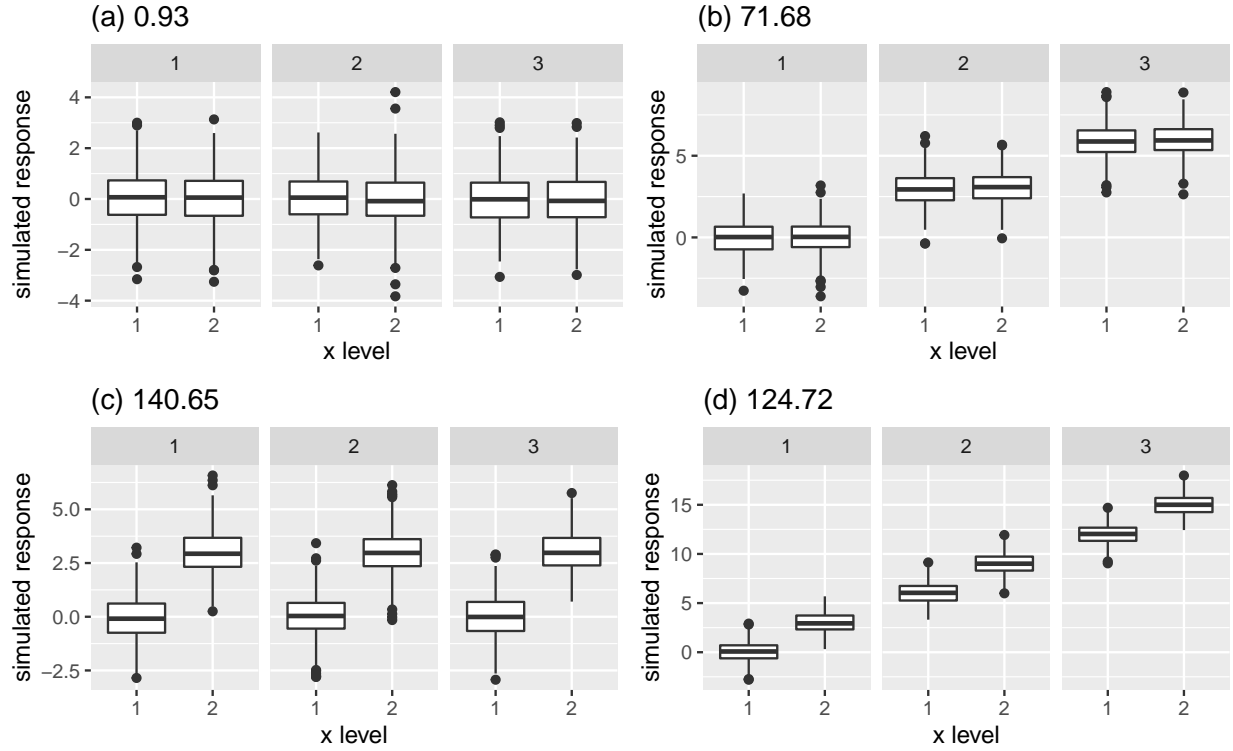 (a) 0.93
1 2 3
simulated response
4
2
0
−2
−4
1 2 1 2 1 2
x level
(b) 71.68
1 2 3
simulated response
5
0
1 2 1 2 1 2
x level
(c) 140.65
1 2 3
simulated response
5.0
2.5
0.0
−2.5
1 2 1 2 1 2
x level
(d) 124.72
1 2 3
simulated response
15
10
5
0
1 2 1 2 1 2
x level